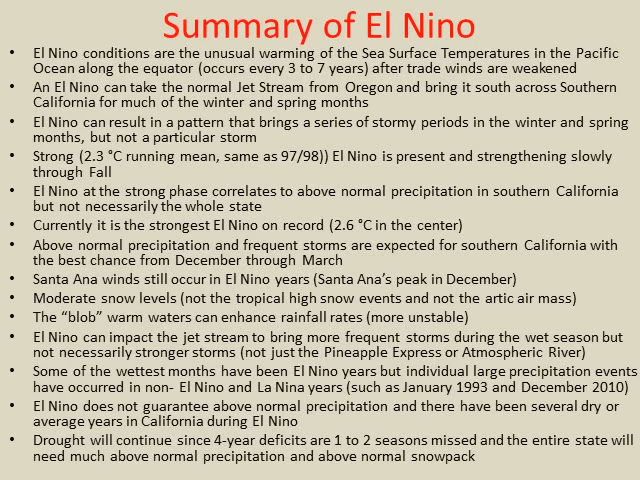 Summary of El Nino
• El Nino conditions are the unusual warming of the Sea Surface Temperatures in the Pacific
Ocean along the equator (occurs every 3 to 7 years) after trade winds are weakened
• An El Nino can take the normal Jet Stream from Oregon and bring it south across Southern
California for much of the winter and spring months
• El Nino can result in a pattern that brings a series of stormy periods in the winter and spring
months, but not a particular storm
• Strong (2.3 °C running mean, same as 97/98)) El Nino is present and strengthening slowly
through Fall
• El Nino at the strong phase correlates to above normal precipitation in southern California
but not necessarily the whole state
• Currently it is the strongest El Nino on record (2.6 °C in the center)
• Above normal precipitation and frequent storms are expected for southern California with
the best chance from December through March
• Santa Ana winds still occur in El Nino years (Santa Ana's peak in December)
• Moderate snow levels (not the tropical high snow events and not the artic air mass)
• The “blob” warm waters can enhance rainfall rates (more unstable)
• El Nino can impact the jet stream to bring more frequent storms during the wet season but
not necessarily stronger storms (not just the Pineapple Express or Atmospheric River)
• Some of the wettest months have been El Nino years but individual large precipitation events
have occurred in non- El Nino and La Nina years (such as January 1993 and December 2010)
• El Nino does not guarantee above normal precipitation and there have been several dry or
average years in California during El Nino
• Drought will continue since 4-year deficits are 1 to 2 seasons missed and the entire state will
need much above normal precipitation and above normal snowpack